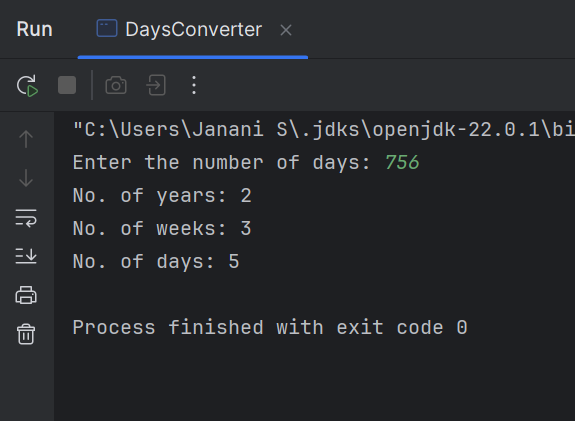 Run DaysConverter
"C:\Users\Janani S\.jdks\openjdk-22.0.1\bi
Enter the number of days: 756
No. of years: 2
No. of weeks: 3
No. of days: 5
Process finished with exit code 0